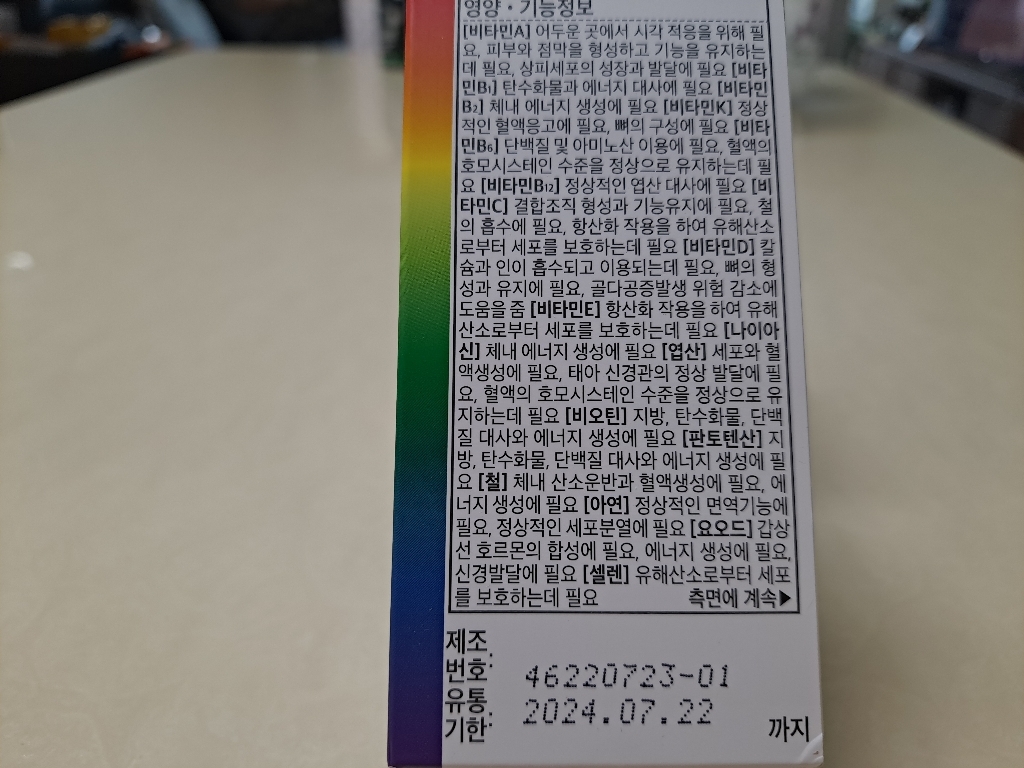 영양 · 기능정보
[비타민A] 어두운 곳에서 시각 적응을 위해 필
요, 피부와 점막을 형성하고 기능을 유지하는
데 필요, 상피세포의 성장과 발달에 필요 [비타
민B₁] 탄수화물과 에너지 대사에 필요 [비타민
B₂] 체내 에너지 생성에 필요 [비타민K] 정상
적인 혈액응고에 필요, 뼈의 구성에 필요 [비타
민B₆] 단백질 및 아미노산 이용에 필요, 혈액의
호모시스테인 수준을 정상으로 유지하는데 필
요 [비타민B₁₂] 정상적인 엽산 대사에 필요 [비
타민C] 결합조직 형성과 기능유지에 필요, 철
의 흡수에 필요, 항산화 작용을 하여 유해산소
로부터 세포를 보호하는데 필요 [비타민D] 칼
슘과 인이 흡수되고 이용되는데 필요, 뼈의 형
성과 유지에 필요, 골다공증발생 위험 감소에
도움을 줌 [비타민E] 항산화 작용을 하여 유해
산소로부터 세포를 보호하는데 필요 [나이아
신] 체내 에너지 생성에 필요 [엽산] 세포와 혈
액생성에 필요, 태아 신경관의 정상 발달에 필
요, 혈액의 호모시스테인 수준을 정상으로 유
지하는데 필요 [비오틴] 지방, 탄수화물, 단백
질 대사와 에너지 생성에 필요 [판토텐산] 지
방, 탄수화물, 단백질 대사와 에너지 생성에 필
요 [철] 체내 산소운반과 혈액생성에 필요, 에
너지 생성에 필요 [아연] 정상적인 면역기능에
필요, 정상적인 세포분열에 필요 [요오드] 갑상
선 호르몬의 합성에 필요, 에너지 생성에 필요,
신경발달에 필요 [셀렌] 유해산소로부터 세포
를 보호하는데 필요 측면에 계속▶
제조
번호: 46220723-01
유통
기한: 2024.07.22 까지